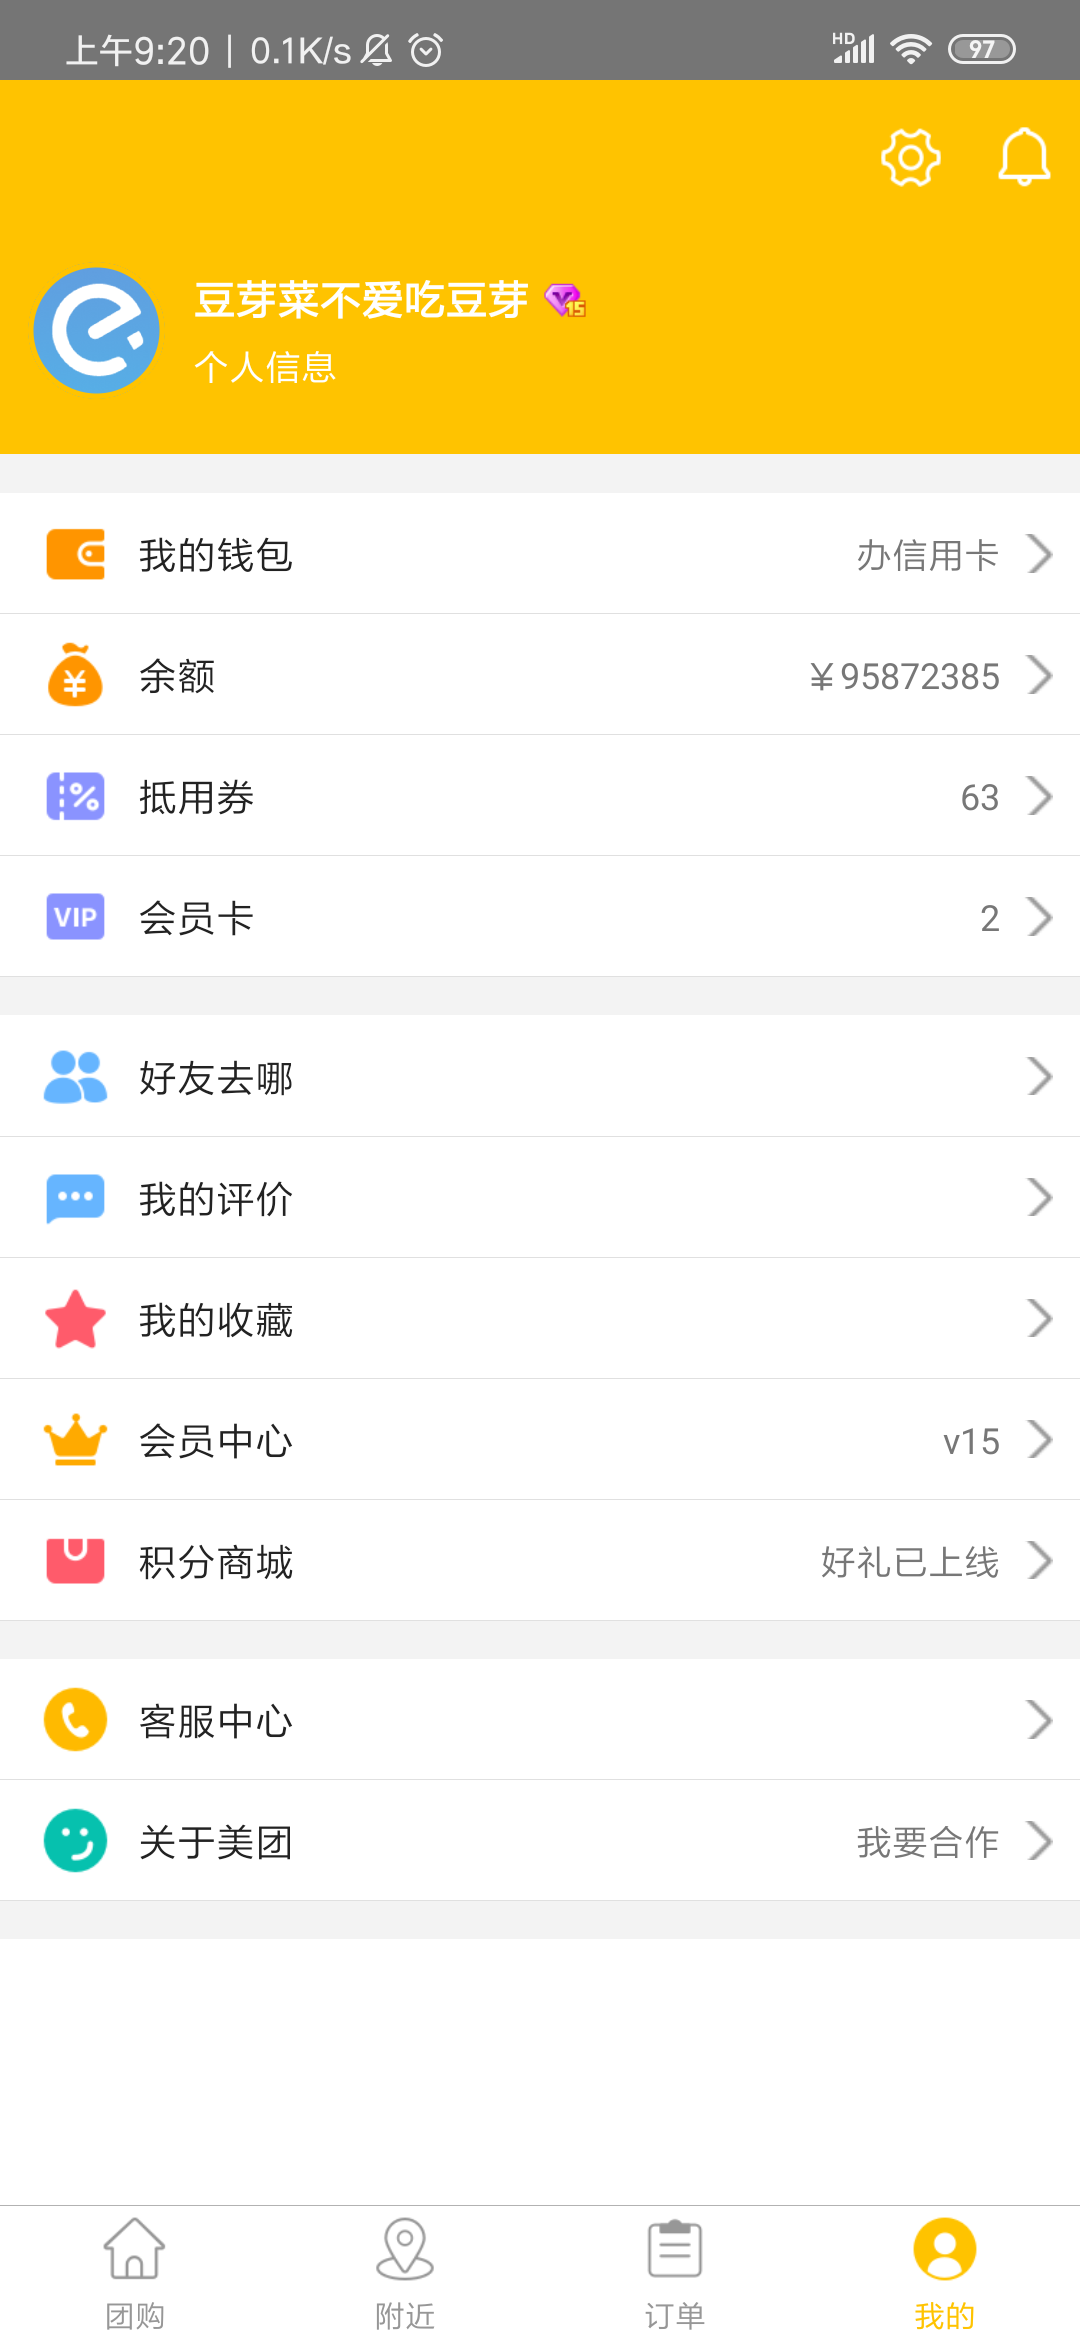 上午9:20 | 0.1K/s HD 97
豆芽菜不爱吃豆芽 V15
个人信息
我的钱包 办信用卡
余额 ￥95872385
抵用券 63
VIP 会员卡 2
好友去哪
我的评价
我的收藏
会员中心 v15
积分商城 好礼已上线
客服中心
关于美团 我要合作
团购 附近 订单 我的